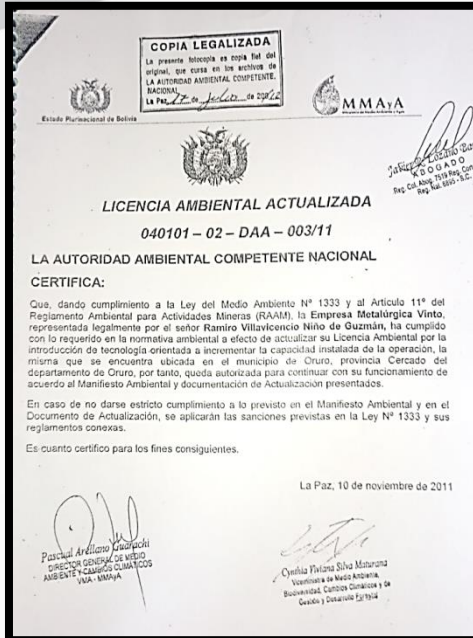 COPIA LEGALIZADA
La presente fotocopia es copia fiel del
original, que cursa en los archivos de
LA AUTORIDAD AMBIENTAL COMPETENTE.
NACIONAL
La Paz 17 de Julio de 2012
Estado Plurinacional de Bolivia
MMAyA
Ministerio de Medio Ambiente y Agua
ABOGADO
LICENCIA AMBIENTAL ACTUALIZADA
040101 – 02 – DAA – 003/11
LA AUTORIDAD AMBIENTAL COMPETENTE NACIONAL
CERTIFICA:
Que, dando cumplimiento a la Ley del Medio Ambiente Nº 1333 y al Artículo 11º del
Reglamento Ambiental para Actividades Mineras (RAAM), la Empresa Metalúrgica Vinto,
representada legalmente por el señor Ramiro Villavicencio Niño de Guzmán, ha cumplido
con lo requerido en la normativa ambiental a efecto de actualizar su Licencia Ambiental por la
introducción de tecnología orientada a incrementar la capacidad instalada de la operación, la
misma que se encuentra ubicada en el municipio de Oruro, provincia Cercado del
departamento de Oruro, por tanto, queda autorizada para continuar con su funcionamiento de
acuerdo al Manifiesto Ambiental y documentación de Actualización presentados.
En caso de no darse estricto cumplimiento a lo previsto en el Manifiesto Ambiental y en el
Documento de Actualización, se aplicarán las sanciones previstas en la Ley Nº 1333 y sus
reglamentos conexas.
Es cuanto certifico para los fines consiguientes.
La Paz, 10 de noviembre de 2011
Pascual Arellano Guarachi
DIRECTOR GENERAL DE MEDIO
AMBIENTE Y CAMBIOS CLIMATICOS
VMA - MMAyA
Cynthia Viviana Silva Maturana
Viceministra de Medio Ambiente,
Biodiversidad, Cambios Climáticos y de
Gestión y Desarrollo Forestal